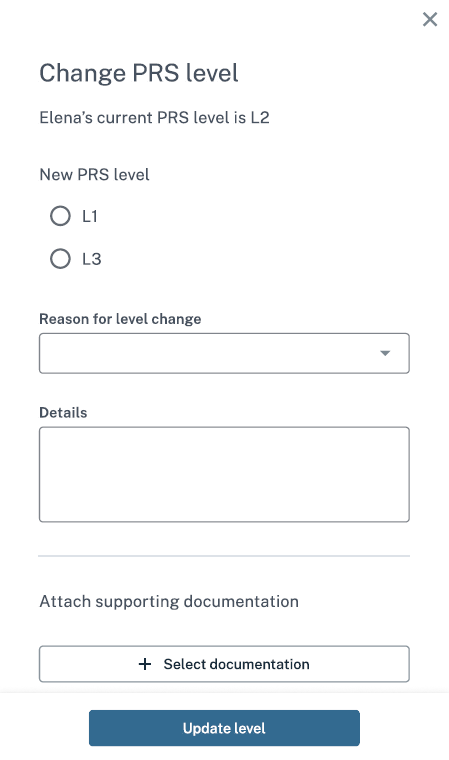 Change PRS level
Elena's current PRS level is L2
New PRS level
L1
L3
Reason for level change
Details
Attach supporting documentation
+ Select documentation
Update level